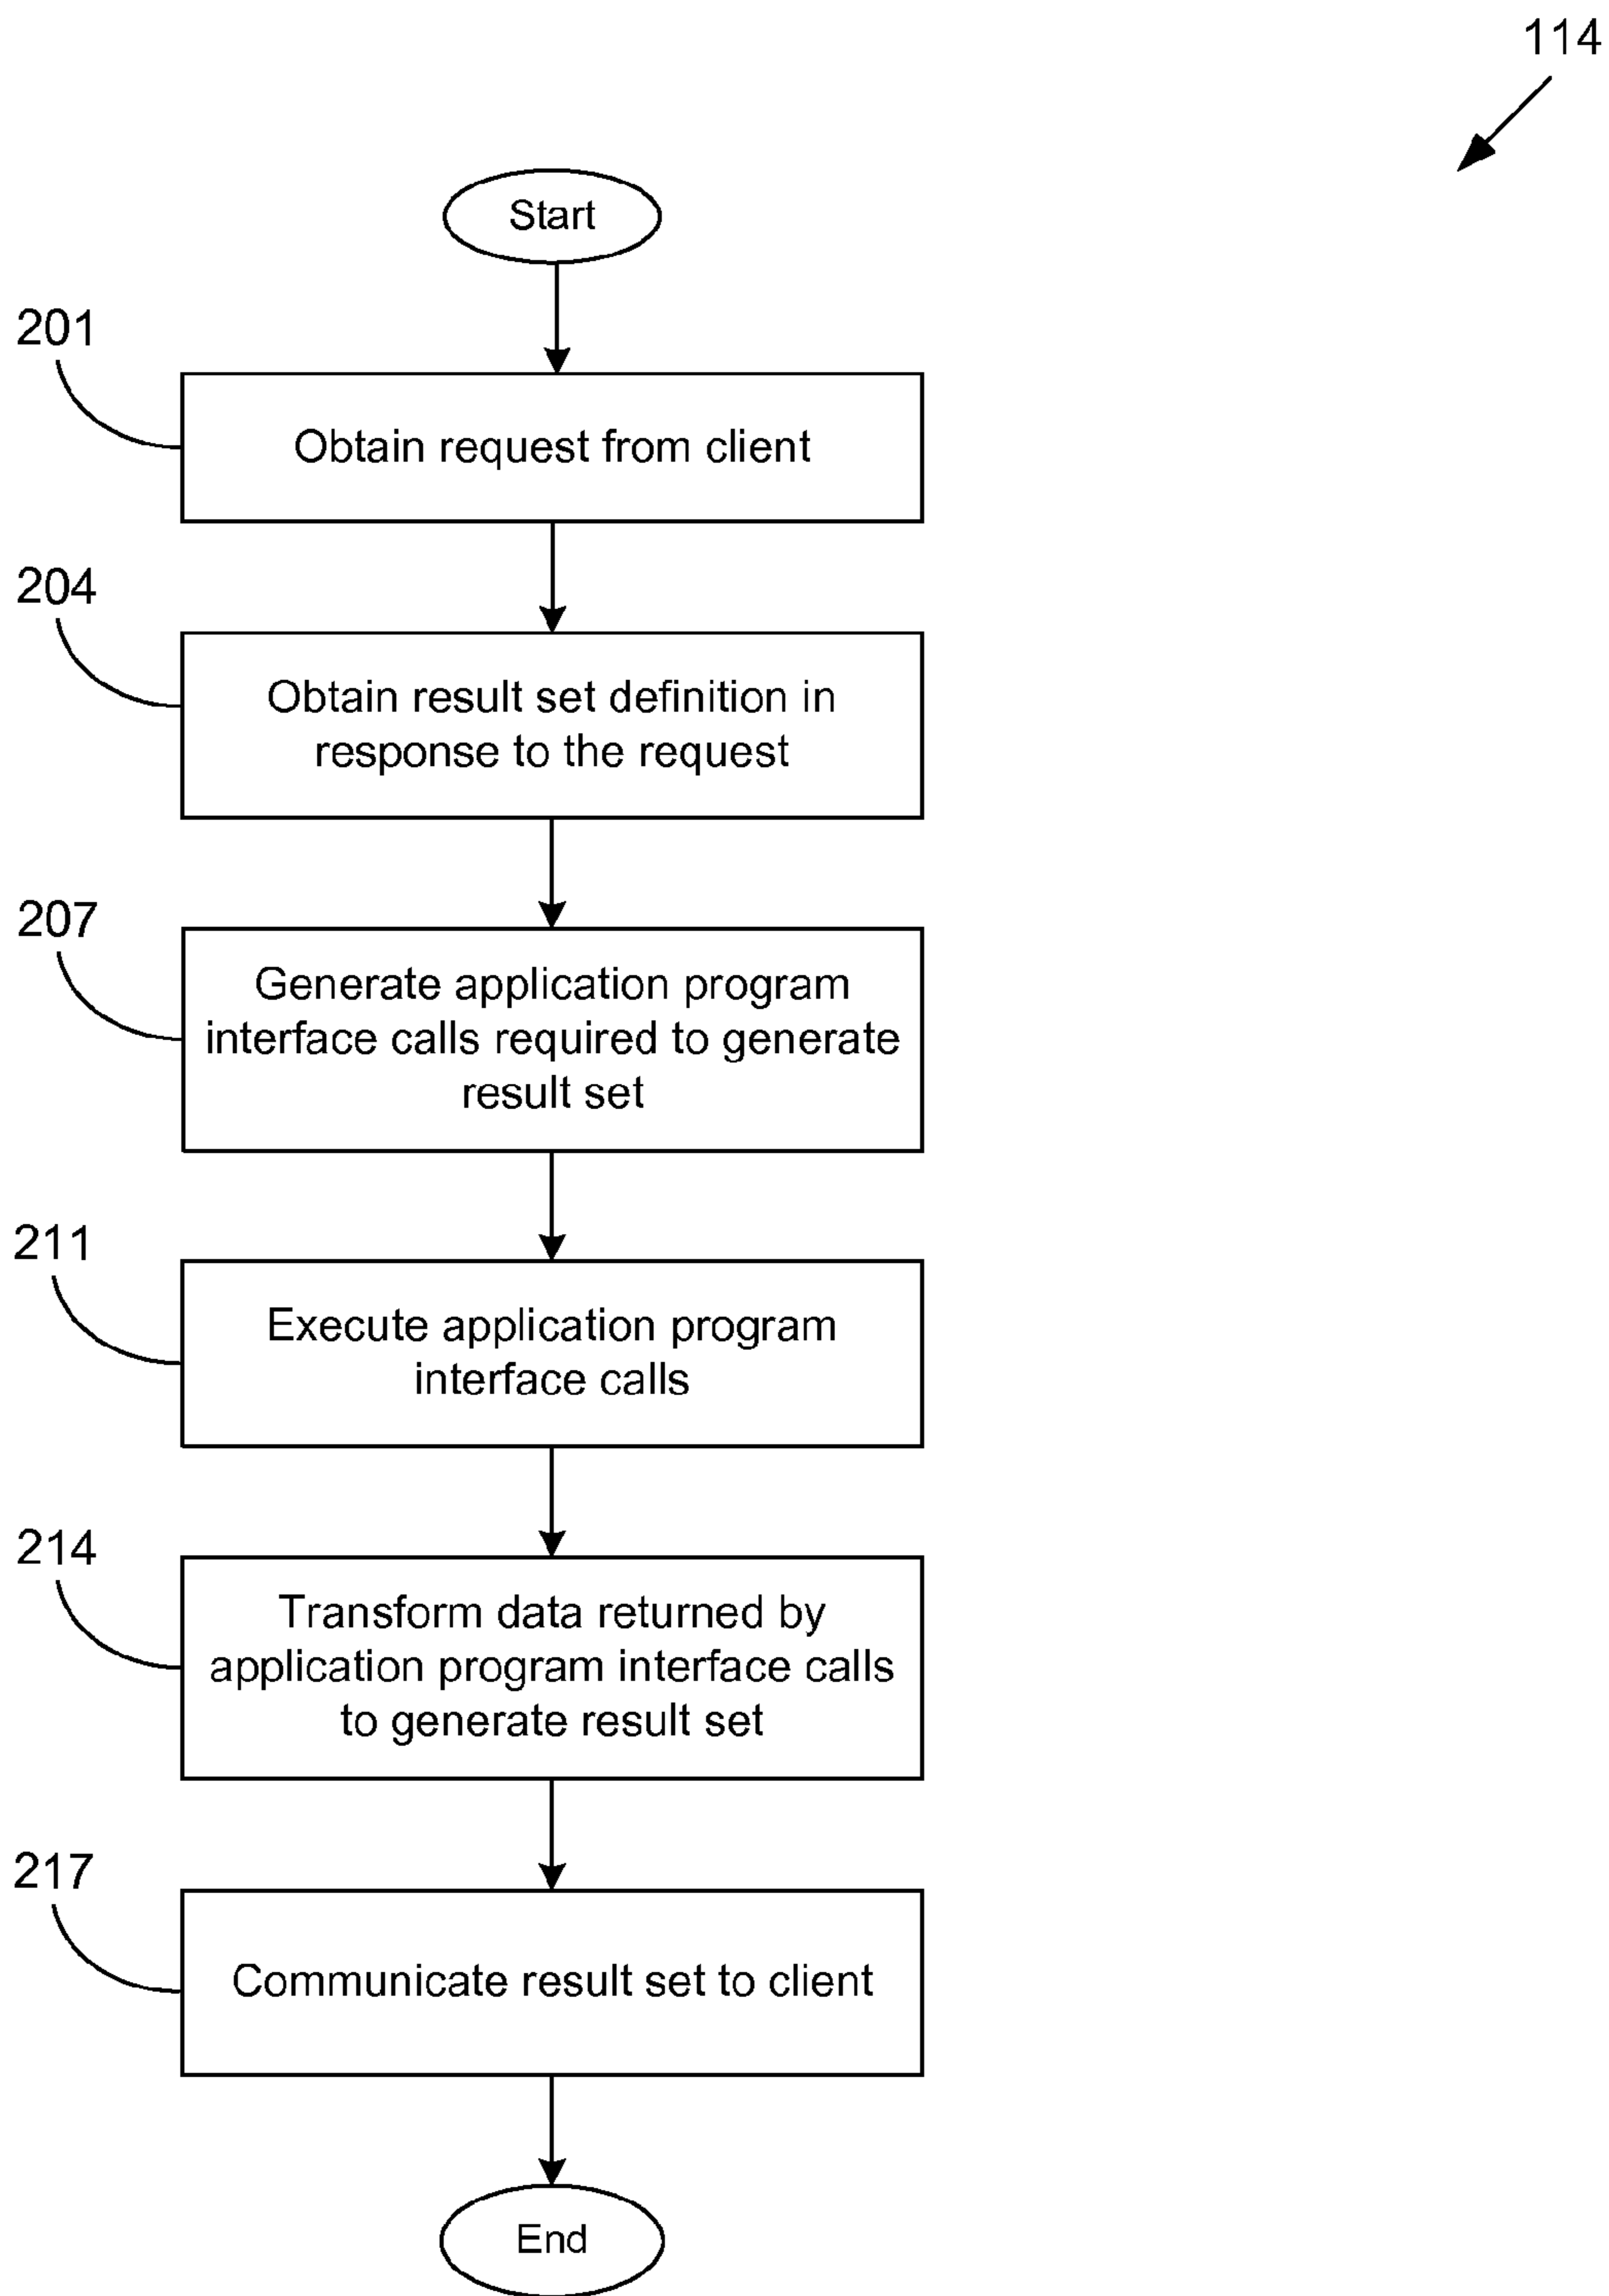 114
Start
201
Obtain request from client
204
Obtain result set definition in
response to the request
207
Generate application program
interface calls required to generate
result set
211
Execute application program
interface calls
214
Transform data returned by
application program interface calls
to generate result set
217
Communicate result set to client
End